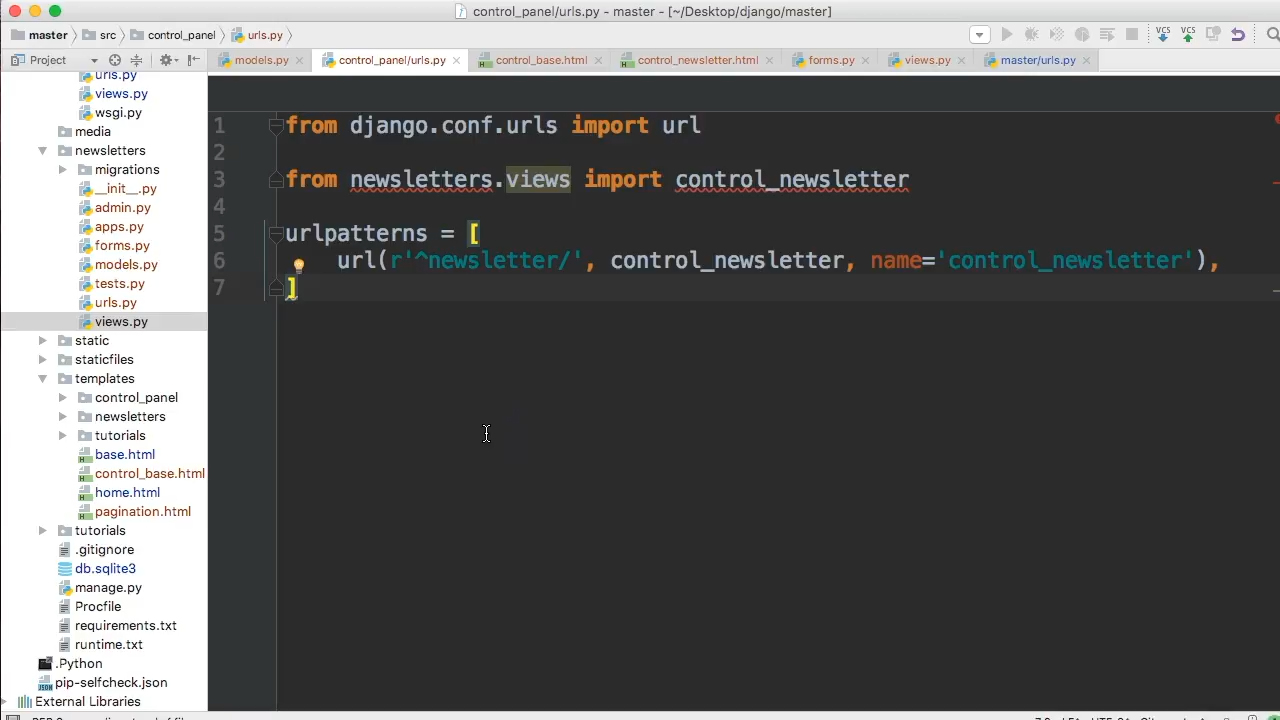 control_panel/urls.py - master - [~/Desktop/django/master]
master src control_panel urls.py
VCS VCS
Project
models.py control_panel/urls.py control_base.html control_newsletter.html forms.py views.py master/urls.py
urls.py
views.py
wsgi.py
media
newsletters
migrations
__init__.py
admin.py
apps.py
forms.py
models.py
tests.py
urls.py
views.py
static
staticfiles
templates
control_panel
newsletters
tutorials
base.html
control_base.html
home.html
pagination.html
tutorials
.gitignore
db.sqlite3
manage.py
Procfile
requirements.txt
runtime.txt
.Python
pip-selfcheck.json
External Libraries
1 from django.conf.urls import url
2
3 from newsletters.views import control_newsletter
4
5 urlpatterns = [
6 url(r'^newsletter/', control_newsletter, name='control_newsletter'),
7 ]